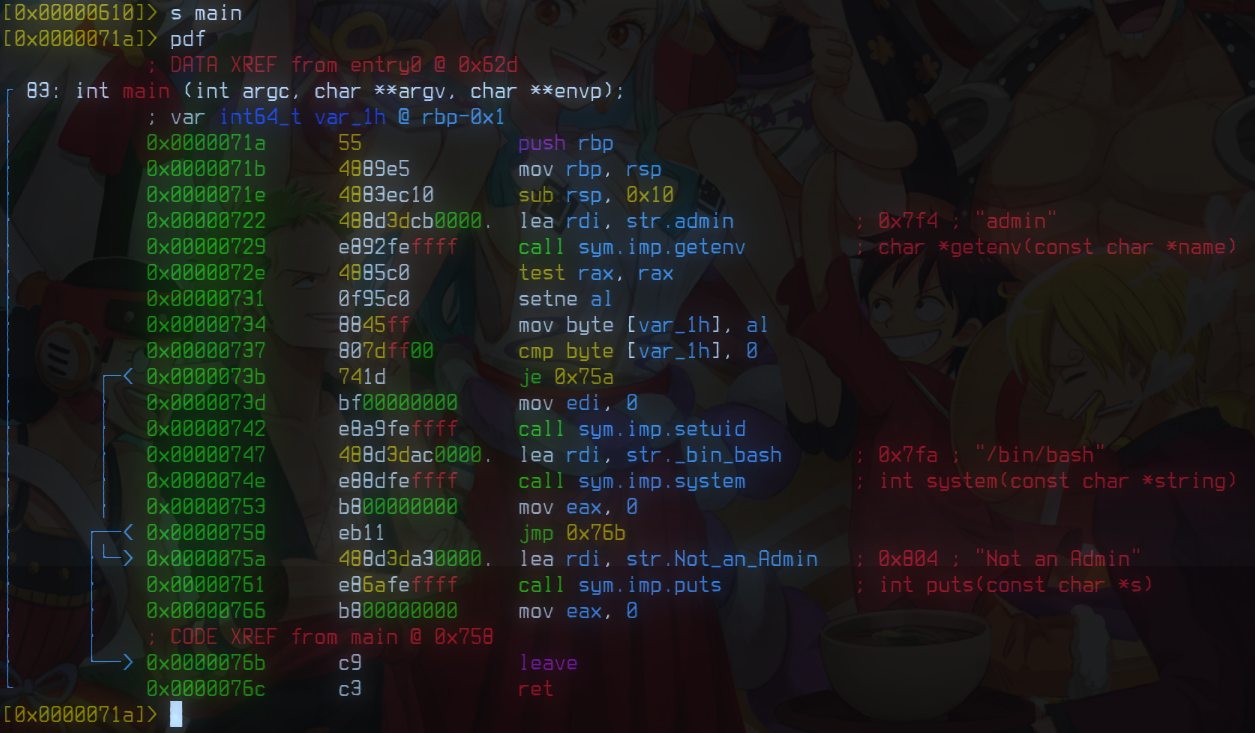 [0x00000610]> s main
[0x0000071a]> pdf
; DATA XREF from entry0 @ 0x62d
83: int main (int argc, char **argv, char **envp);
; var int64_t var_1h @ rbp-0x1
0x0000071a 55 push rbp
0x0000071b 4889e5 mov rbp, rsp
0x0000071e 4883ec10 sub rsp, 0x10
0x00000722 488d3dcb0000. lea rdi, str.admin ; 0x7f4 ; "admin"
0x00000729 e892feffff call sym.imp.getenv ; char *getenv(const char *name)
0x0000072e 4885c0 test rax, rax
0x00000731 0f95c0 setne al
0x00000734 8845ff mov byte [var_1h], al
0x00000737 807dff00 cmp byte [var_1h], 0
0x0000073b 741d je 0x75a
0x0000073d bf00000000 mov edi, 0
0x00000742 e8a9feffff call sym.imp.setuid
0x00000747 488d3dac0000. lea rdi, str._bin_bash ; 0x7fa ; "/bin/bash"
0x0000074e e88dfeffff call sym.imp.system ; int system(const char *string)
0x00000753 b800000000 mov eax, 0
0x00000758 eb11 jmp 0x76b
0x0000075a 488d3da30000. lea rdi, str.Not_an_Admin ; 0x804 ; "Not an Admin"
0x00000761 e86afeffff call sym.imp.puts ; int puts(const char *s)
0x00000766 b800000000 mov eax, 0
; CODE XREF from main @ 0x758
0x0000076b c9 leave
0x0000076c c3 ret
[0x0000071a]>